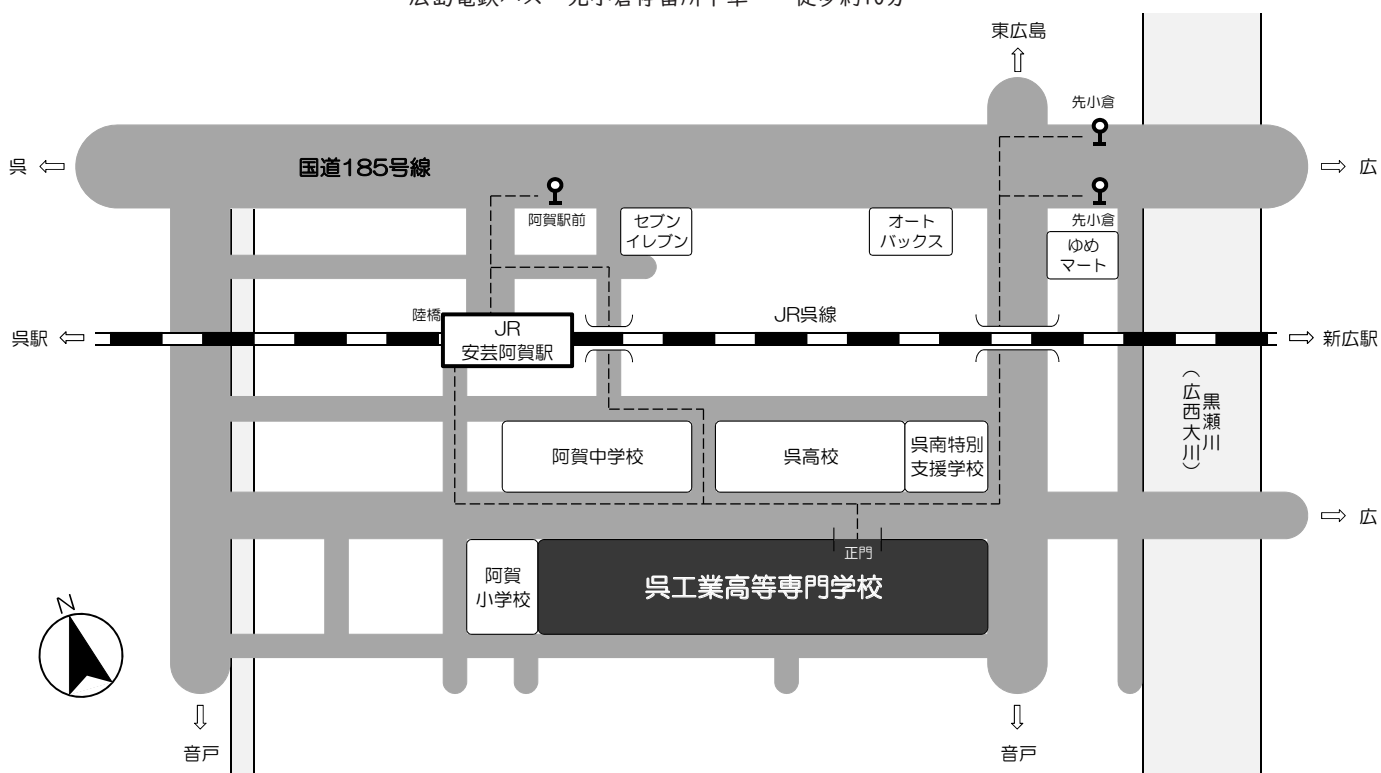 東広島
先小倉
呉
国道185号線
広
阿賀駅前
セブン
イレブン
オート
バックス
先小倉
ゆめ
マート
陸橋
JR
安芸阿賀駅
JR呉線
呉駅
新広駅
黒瀬川
(広西大川)
阿賀中学校
呉高校
呉南特別
支援学校
広
正門
阿賀
小学校
呉工業高等専門学校
N
音戸
音戸